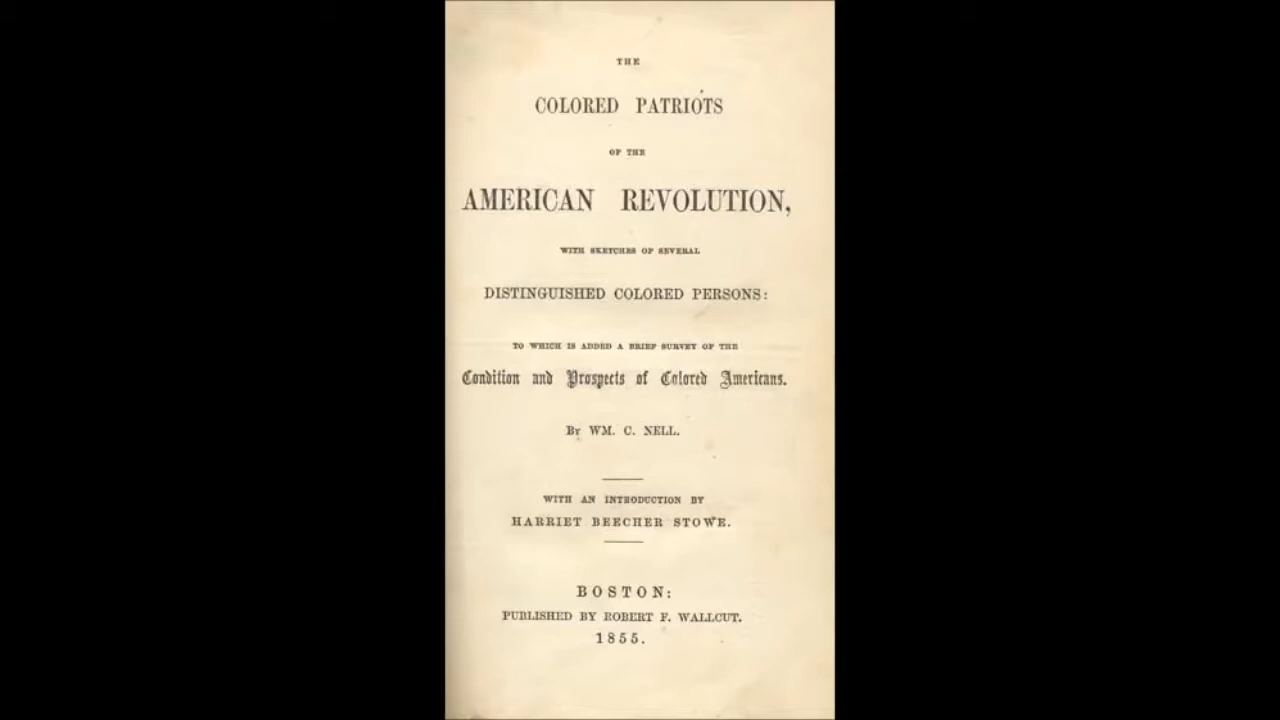 THE
COLORED PATRIOTS
OF THE
AMERICAN REVOLUTION,
WITH SKETCHES OF SEVERAL
DISTINGUISHED COLORED PERSONS:
TO WHICH IS ADDED A BRIEF SURVEY OF THE
Condition and Prospects of Colored Americans.
By WM. C. NELL.
WITH AN INTRODUCTION BY
HARRIET BEECHER STOWE.
BOSTON:
PUBLISHED BY ROBERT F. WALLCUT.
1855.